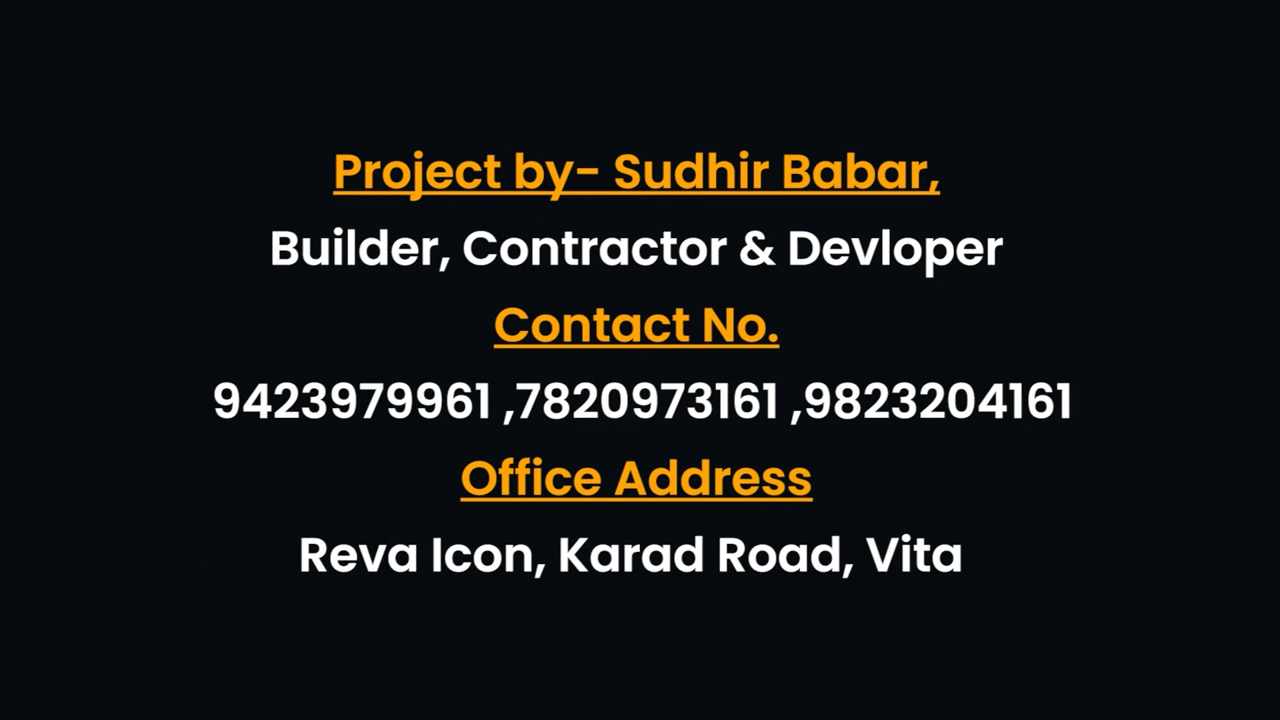 Project by- Sudhir Babar,
Builder, Contractor & Devloper
Contact No.
9423979961 ,7820973161 ,9823204161
Office Address
Reva Icon, Karad Road, Vita